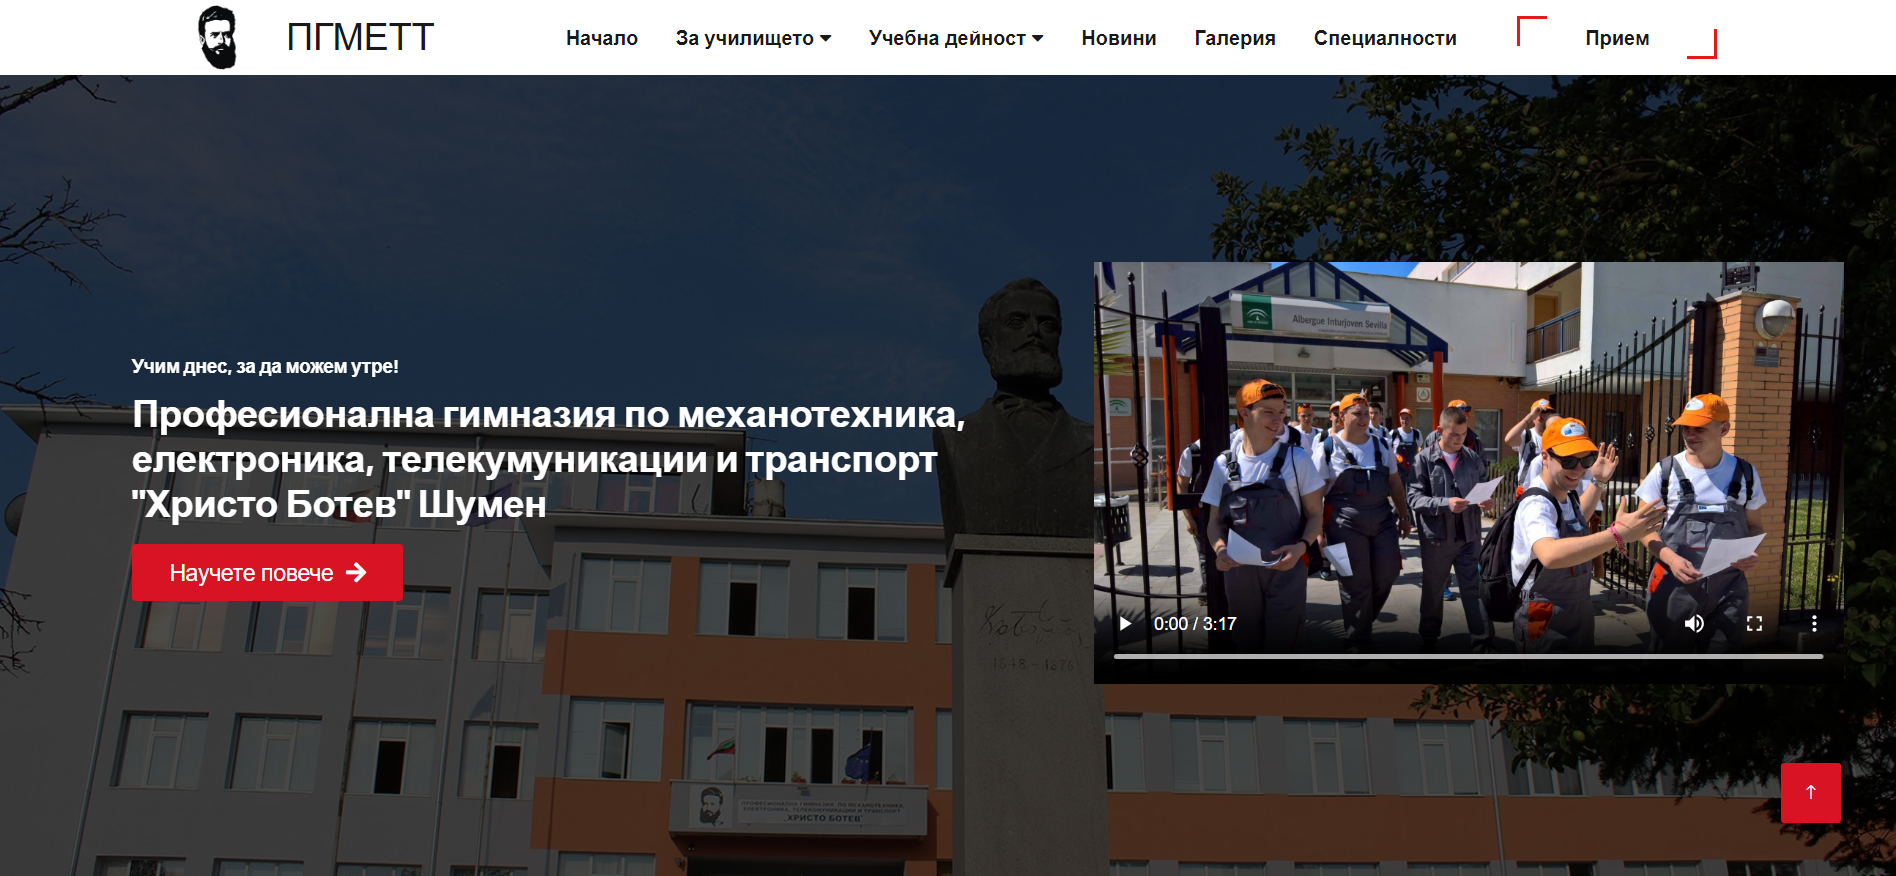 ПГМЕТТ
Начало
За училището
Учебна дейност
Новини
Галерия
Специалности
Прием
Учим днес, за да можем утре!
Професионална гимназия по механотехника,
електроника, телекумуникации и транспорт
"Христо Ботев" Шумен
Научете повече
Albergue Inturjoven Sevilla
0:00 / 3:17
1848 - 1876
ПРОФЕСИОНАЛНА ГИМНАЗИЯ ПО МЕХАНОТЕХНИКА,
ЕЛЕКТРОНИКА, ТЕЛЕКОМУНИКАЦИИ И ТРАНСПОРТ
„ХРИСТО БОТЕВ"